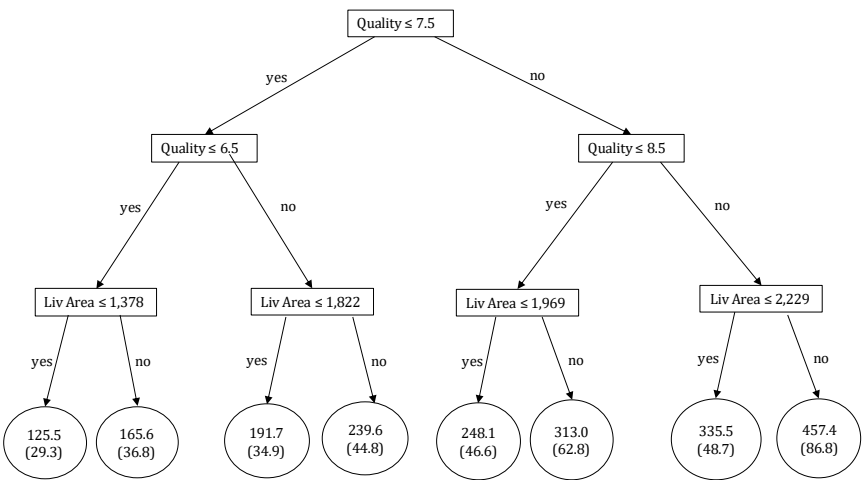 Quality ≤ 7.5
yes
no
Quality ≤ 6.5
Quality ≤ 8.5
yes
no
yes
no
Liv Area ≤ 1,378
Liv Area ≤ 1,822
Liv Area ≤ 1,969
Liv Area ≤ 2,229
yes
no
yes
no
yes
no
yes
no
125.5
(29.3)
165.6
(36.8)
191.7
(34.9)
239.6
(44.8)
248.1
(46.6)
313.0
(62.8)
335.5
(48.7)
457.4
(86.8)